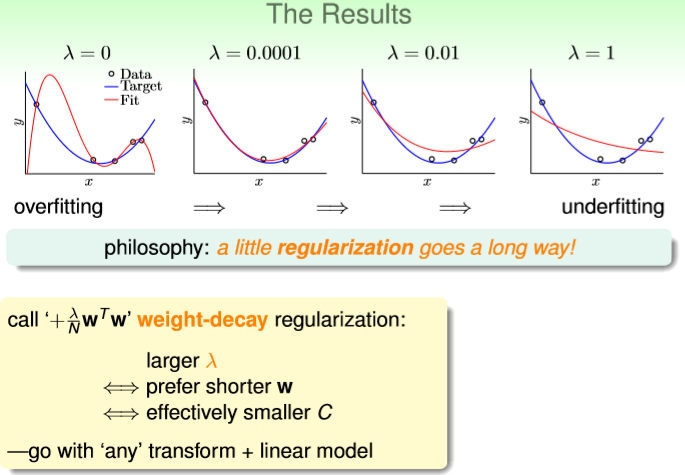 The Results
λ = 0
λ = 0.0001
λ = 0.01
λ = 1
Data
Target
Fit
y
x
y
x
y
x
y
x
overfitting ⟹ ⟹ ⟹ underfitting
philosophy: a little regularization goes a long way!
call ‘+λ/N wᵀw’ weight-decay regularization:
larger λ
⟺ prefer shorter w
⟺ effectively smaller C
—go with ‘any’ transform + linear model